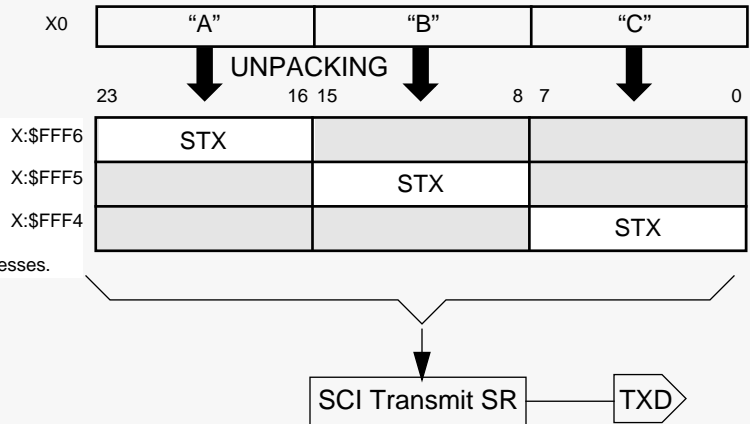 X0 “A” “B” “C”
UNPACKING
23 16 15 8 7 0
X:$FFF6 STX
X:$FFF5 STX
X:$FFF4 STX
esses.
SCI Transmit SR TXD